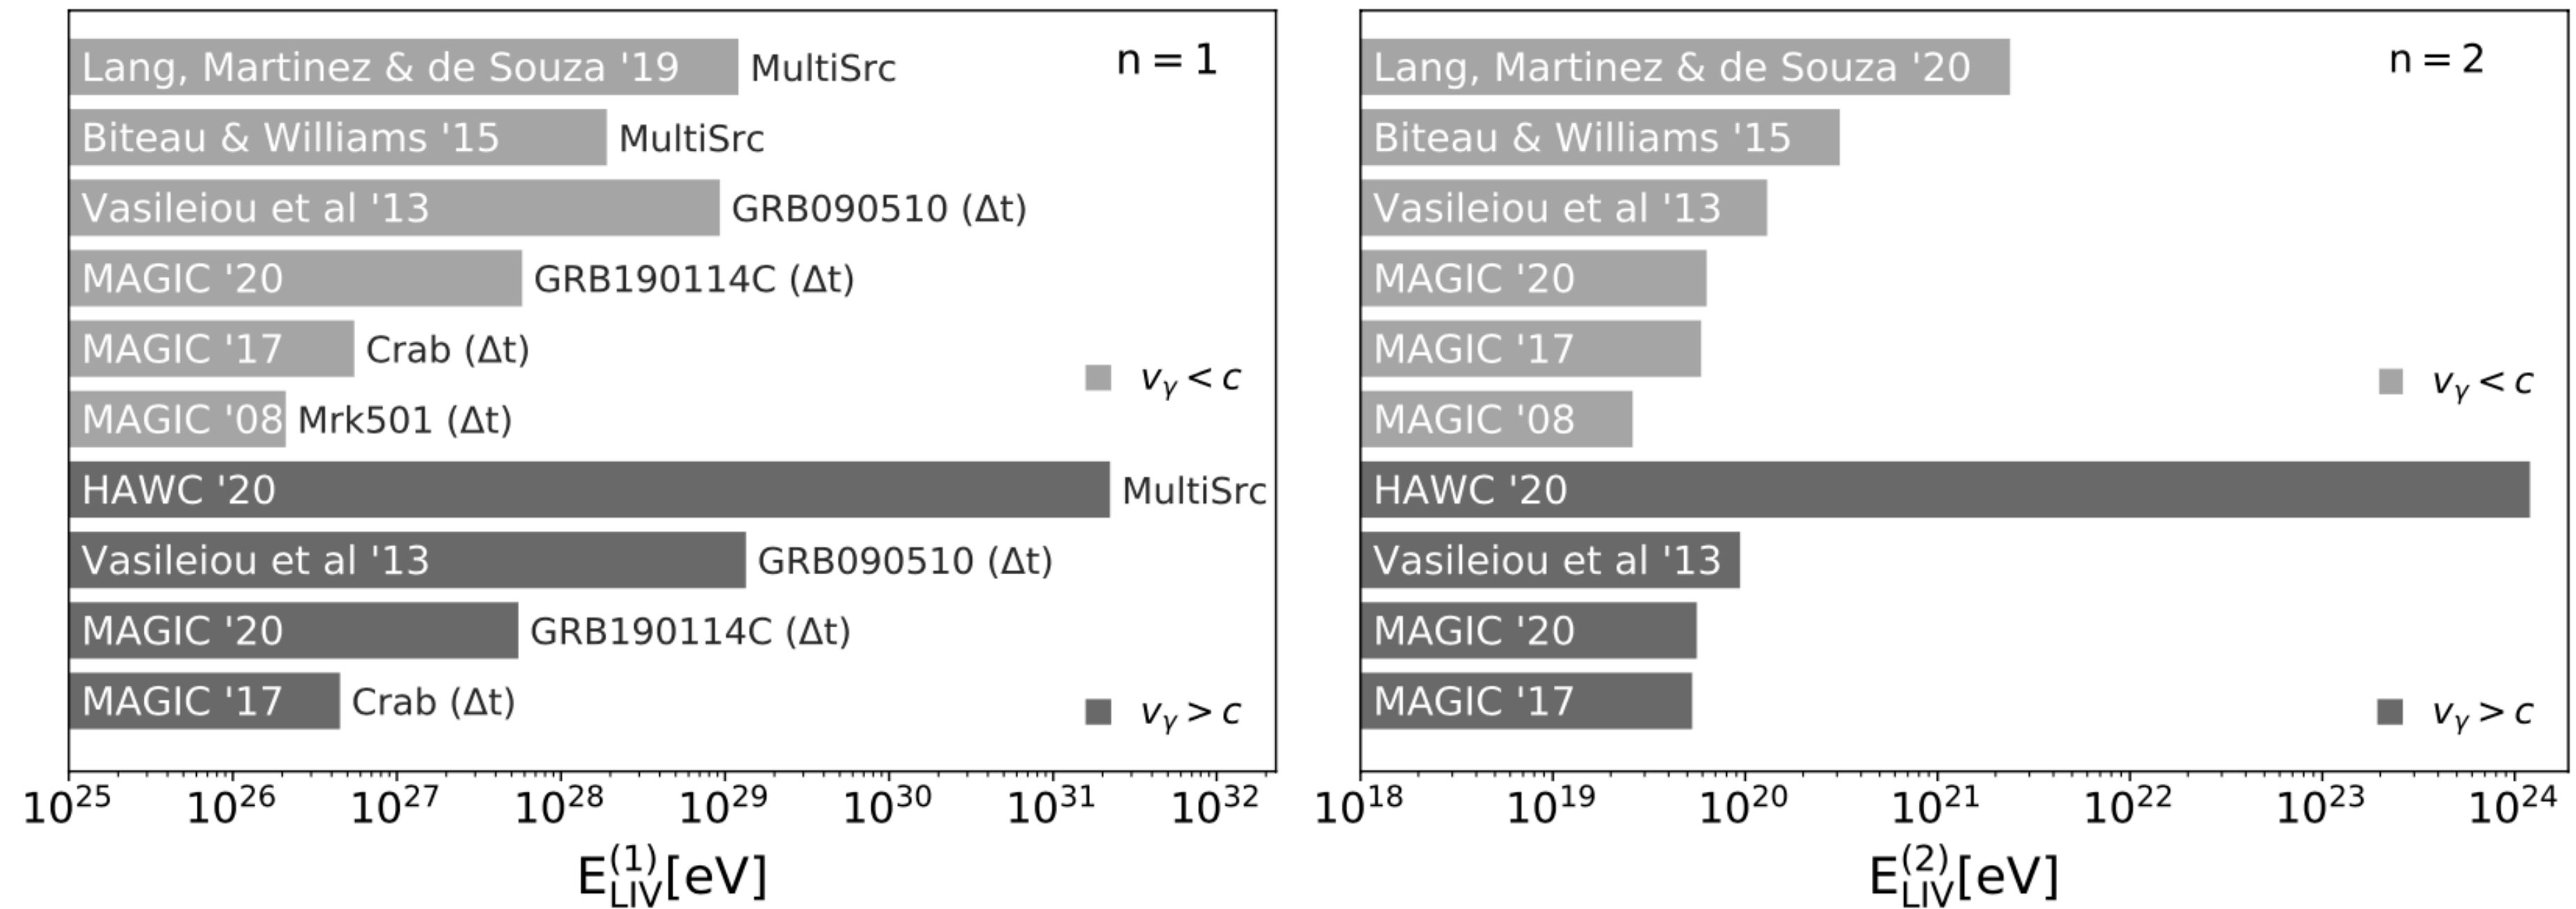 n = 1
Lang, Martinez & de Souza '19 MultiSrc
Biteau & Williams '15 MultiSrc
Vasileiou et al '13 GRB090510 (Δt)
MAGIC '20 GRB190114C (Δt)
MAGIC '17 Crab (Δt)
MAGIC '08 Mrk501 (Δt)
HAWC '20 MultiSrc
Vasileiou et al '13 GRB090510 (Δt)
MAGIC '20 GRB190114C (Δt)
MAGIC '17 Crab (Δt)
v_γ < c
v_γ > c
10^25 10^26 10^27 10^28 10^29 10^30 10^31 10^32
E_LIV^(1) [eV]
n = 2
Lang, Martinez & de Souza '20
Biteau & Williams '15
Vasileiou et al '13
MAGIC '20
MAGIC '17
MAGIC '08
HAWC '20
Vasileiou et al '13
MAGIC '20
MAGIC '17
v_γ < c
v_γ > c
10^18 10^19 10^20 10^21 10^22 10^23 10^24
E_LIV^(2) [eV]